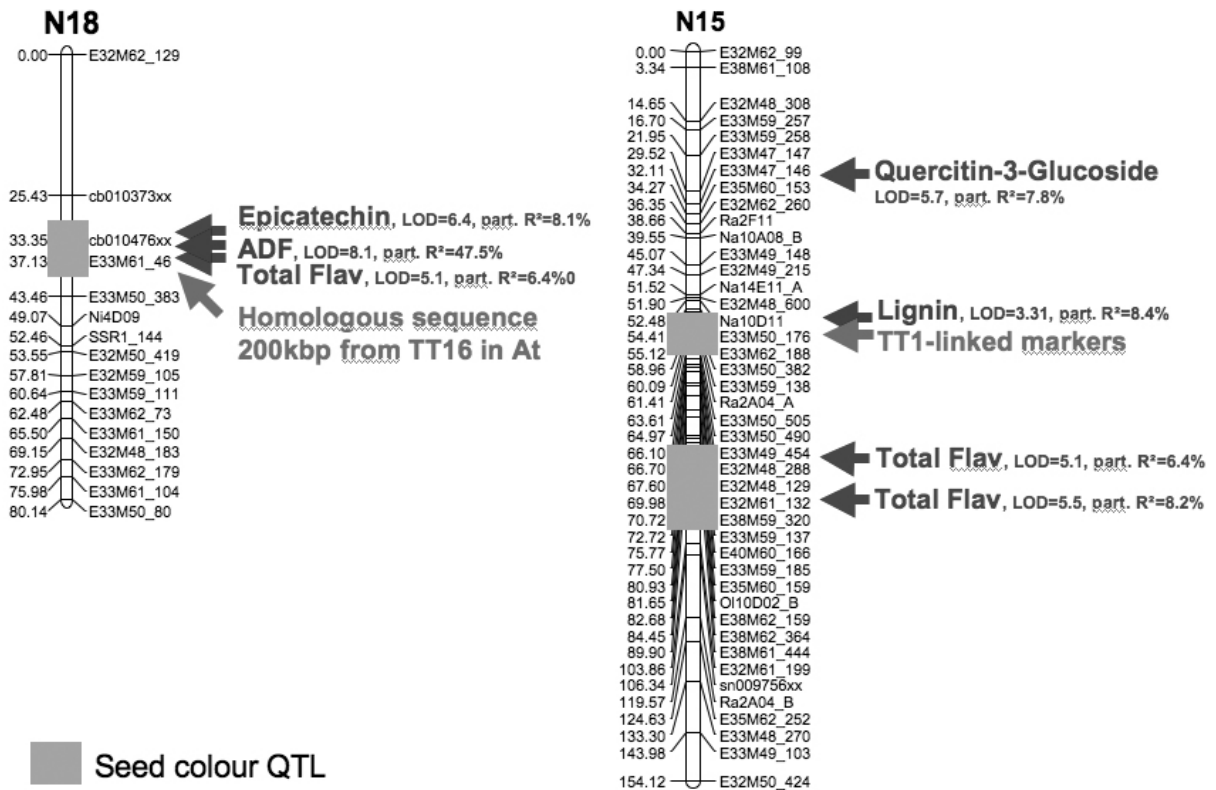 N18
0.00 E32M62_129
25.43 cb010373xx
33.35 cb010476xx
37.13 E33M61_46
43.46 E33M50_383
49.07 Ni4D09
52.46 SSR1_144
53.55 E32M50_419
57.81 E32M59_105
60.64 E33M59_111
62.48 E33M62_73
65.50 E33M61_150
69.15 E32M48_183
72.95 E33M62_179
75.98 E33M61_104
80.14 E33M50_80
Epicatechin, LOD=6.4, part. R²=8.1%
ADF, LOD=8.1, part. R²=47.5%
Total Flav, LOD=5.1, part. R²=6.4%0
Homologous sequence
200kbp from TT16 in At
Seed colour QTL
N15
0.00 E32M62_99
3.34 E38M61_108
14.65 E32M48_308
16.70 E33M59_257
21.95 E33M59_258
29.52 E33M47_147
32.11 E33M47_146
34.27 E35M60_153
36.35 E32M62_260
38.66 Ra2F11
39.55 Na10A08_B
45.07 E33M49_148
47.34 E32M49_215
51.52 Na14E11_A
51.90 E32M48_600
52.48 Na10D11
54.41 E33M50_176
55.12 E33M62_188
58.96 E33M50_382
60.09 E33M59_138
61.41 Ra2A04_A
63.61 E33M50_505
64.97 E33M50_490
66.10 E33M49_454
66.70 E32M48_288
67.60 E32M48_129
69.98 E32M61_132
70.72 E38M59_320
72.72 E33M59_137
75.77 E40M60_166
77.50 E33M59_185
80.93 E35M60_159
81.65 Ol10D02_B
82.68 E38M62_159
84.45 E38M62_364
89.90 E38M61_444
103.86 E32M61_199
106.34 sn009756xx
119.57 Ra2A04_B
124.63 E35M62_252
133.30 E33M48_270
143.98 E33M49_103
154.12 E32M50_424
Quercitin-3-Glucoside
LOD=5.7, part. R²=7.8%
Lignin, LOD=3.31, part. R²=8.4%
TT1-linked markers
Total Flav, LOD=5.1, part. R²=6.4%
Total Flav, LOD=5.5, part. R²=8.2%